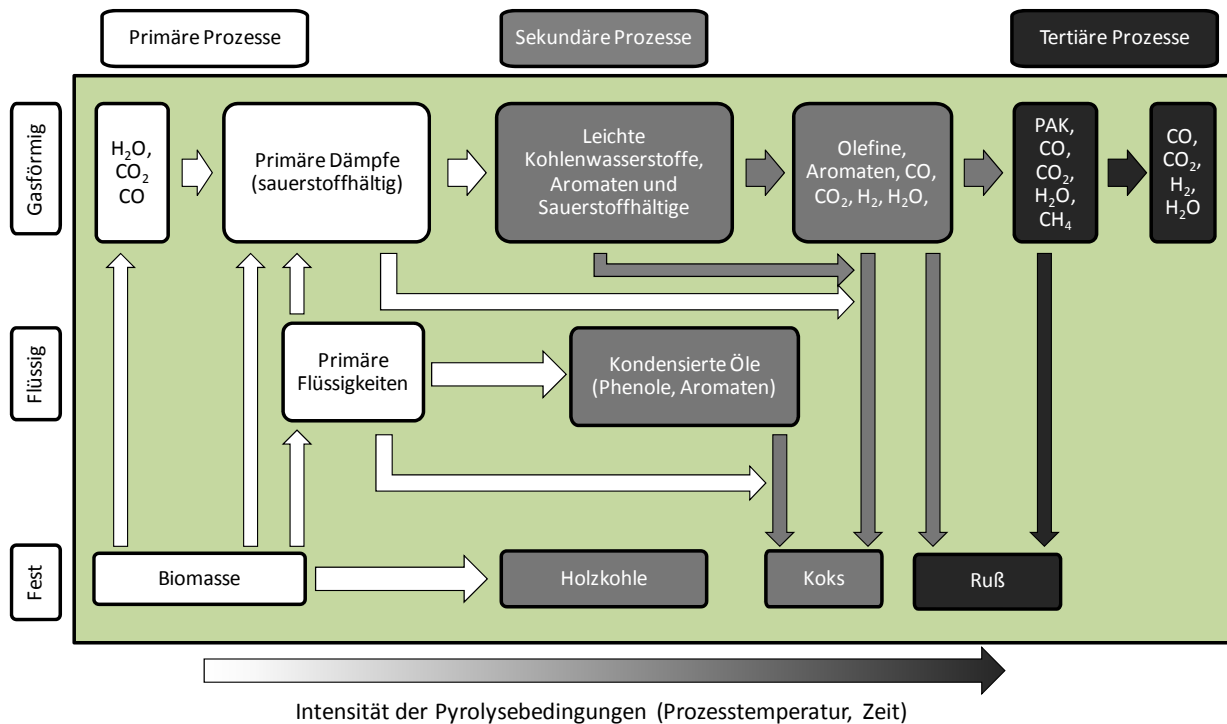 Primäre Prozesse
Sekundäre Prozesse
Tertiäre Prozesse
Gasförmig
H₂O,
CO₂
CO
Primäre Dämpfe
(sauerstoffhältig)
Leichte
Kohlenwasserstoffe,
Aromaten und
Sauerstoffhältige
Olefine,
Aromaten, CO,
CO₂, H₂, H₂O,
PAK,
CO,
CO₂,
H₂O,
CH₄
CO,
CO₂,
H₂,
H₂O
Flüssig
Primäre
Flüssigkeiten
Kondensierte Öle
(Phenole, Aromaten)
Fest
Biomasse
Holzkohle
Koks
Ruß
Intensität der Pyrolysebedingungen (Prozesstemperatur, Zeit)